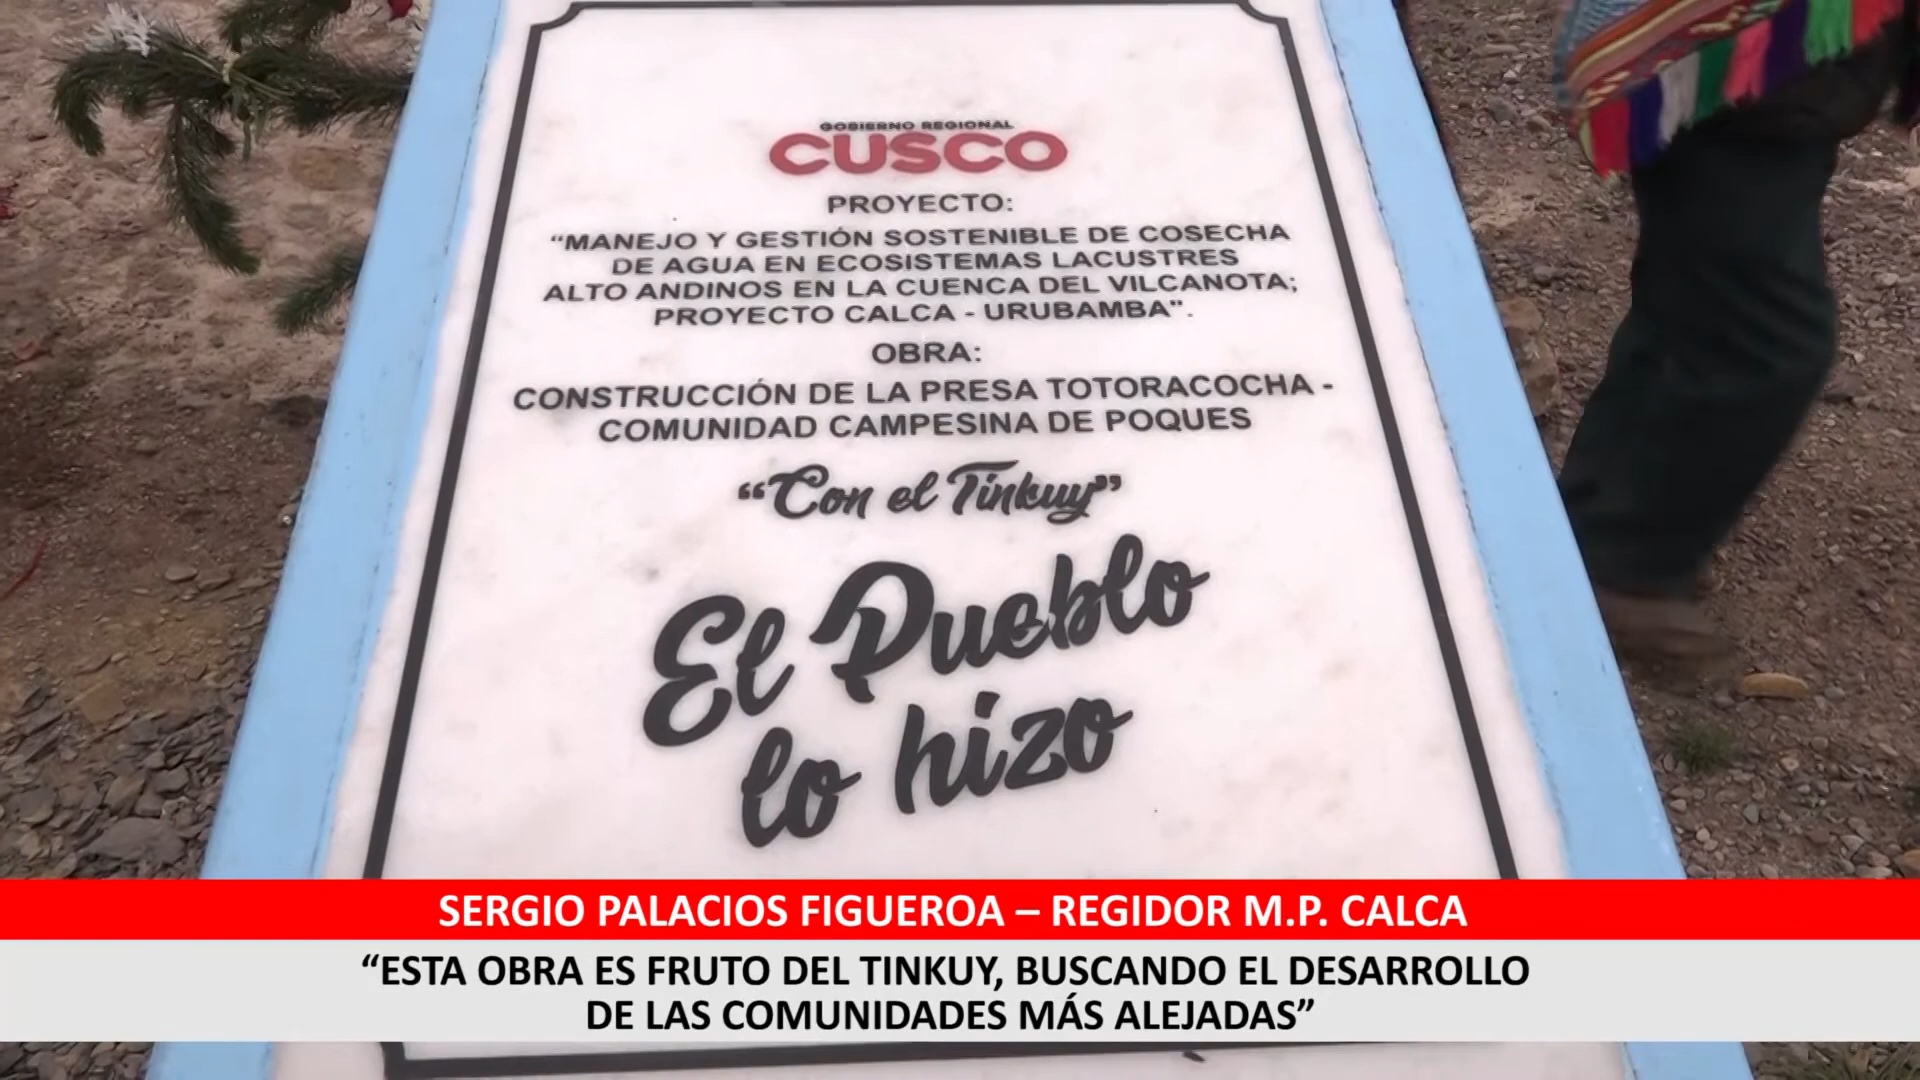 GOBIERNO REGIONAL
CUSCO
PROYECTO:
“MANEJO Y GESTIÓN SOSTENIBLE DE COSECHA
DE AGUA EN ECOSISTEMAS LACUSTRES
ALTO ANDINOS EN LA CUENCA DEL VILCANOTA;
PROYECTO CALCA - URUBAMBA”.
OBRA:
CONSTRUCCIÓN DE LA PRESA TOTORACOCHA -
COMUNIDAD CAMPESINA DE POQUES
“Con el Tinkuy”
El Pueblo
lo hizo
SERGIO PALACIOS FIGUEROA – REGIDOR M.P. CALCA
“ESTA OBRA ES FRUTO DEL TINKUY, BUSCANDO EL DESARROLLO
DE LAS COMUNIDADES MÁS ALEJADAS”